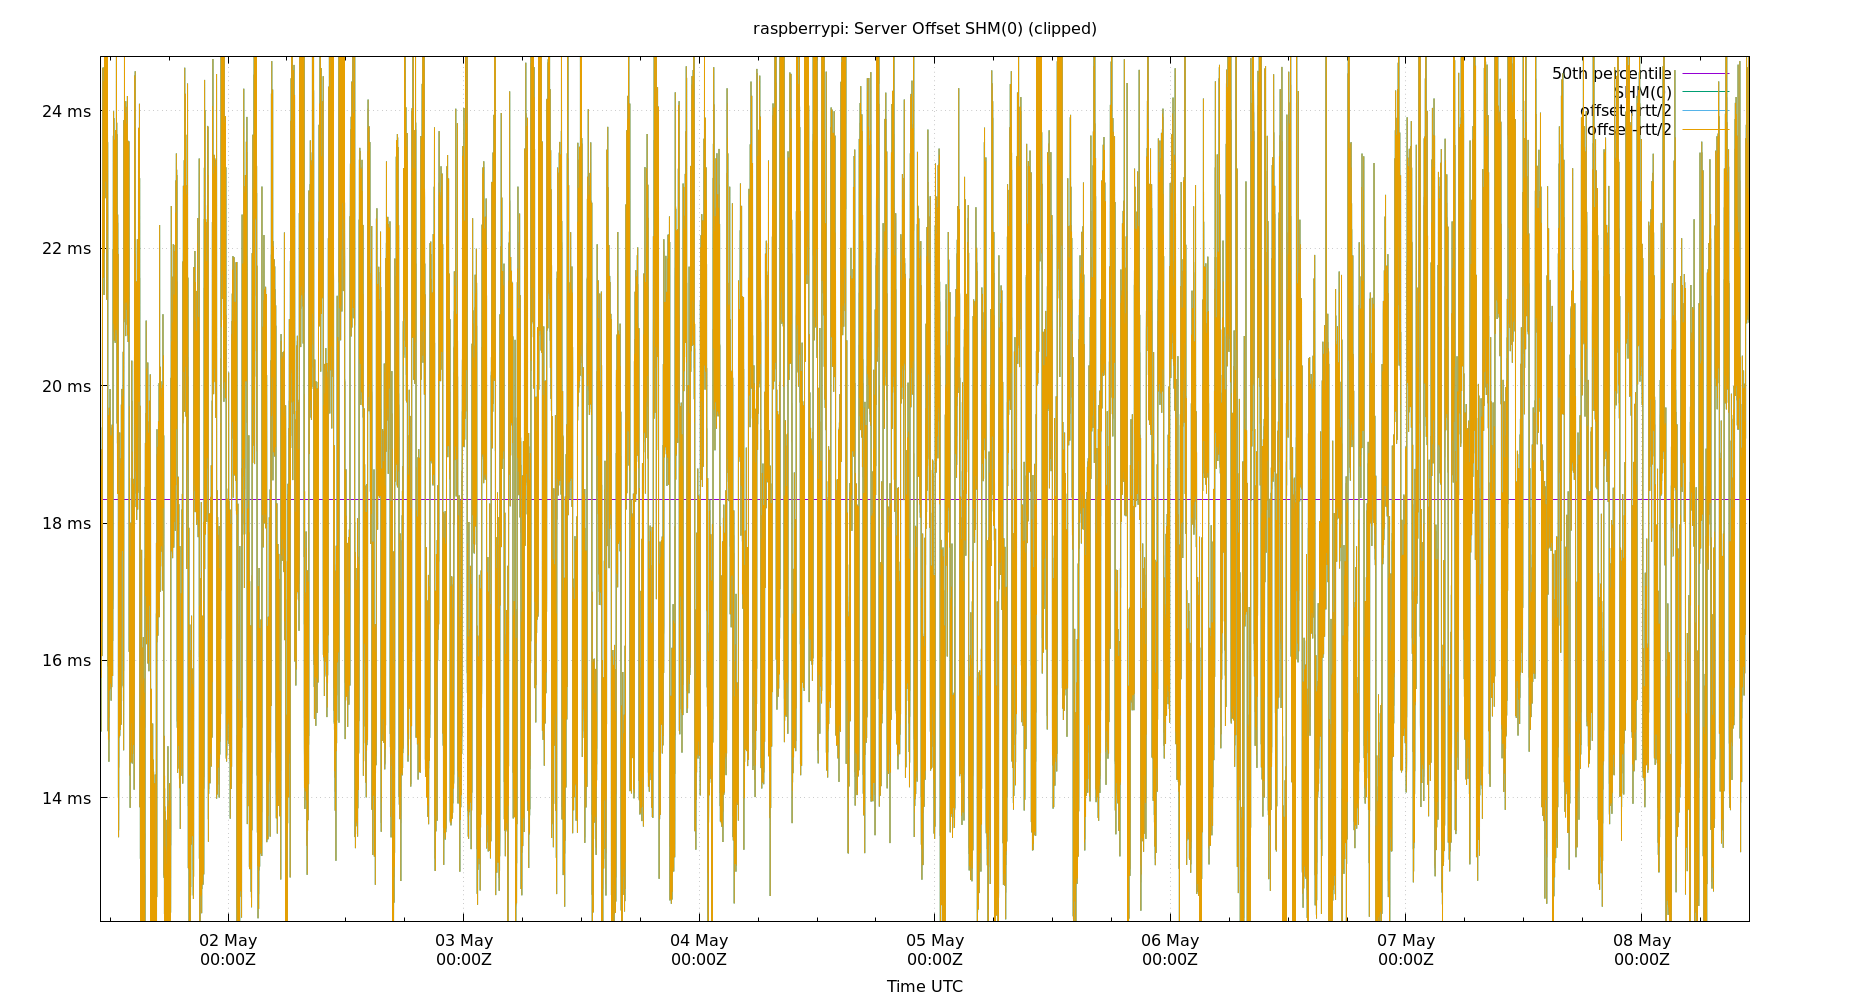 raspberrypi: Server Offset SHM(0) (clipped)
50th percentile
SHM(0)
offset+rtt/2
offset-rtt/2
24 ms
22 ms
20 ms
18 ms
16 ms
14 ms
02 May
00:00Z
03 May
00:00Z
04 May
00:00Z
05 May
00:00Z
06 May
00:00Z
07 May
00:00Z
08 May
00:00Z
Time UTC